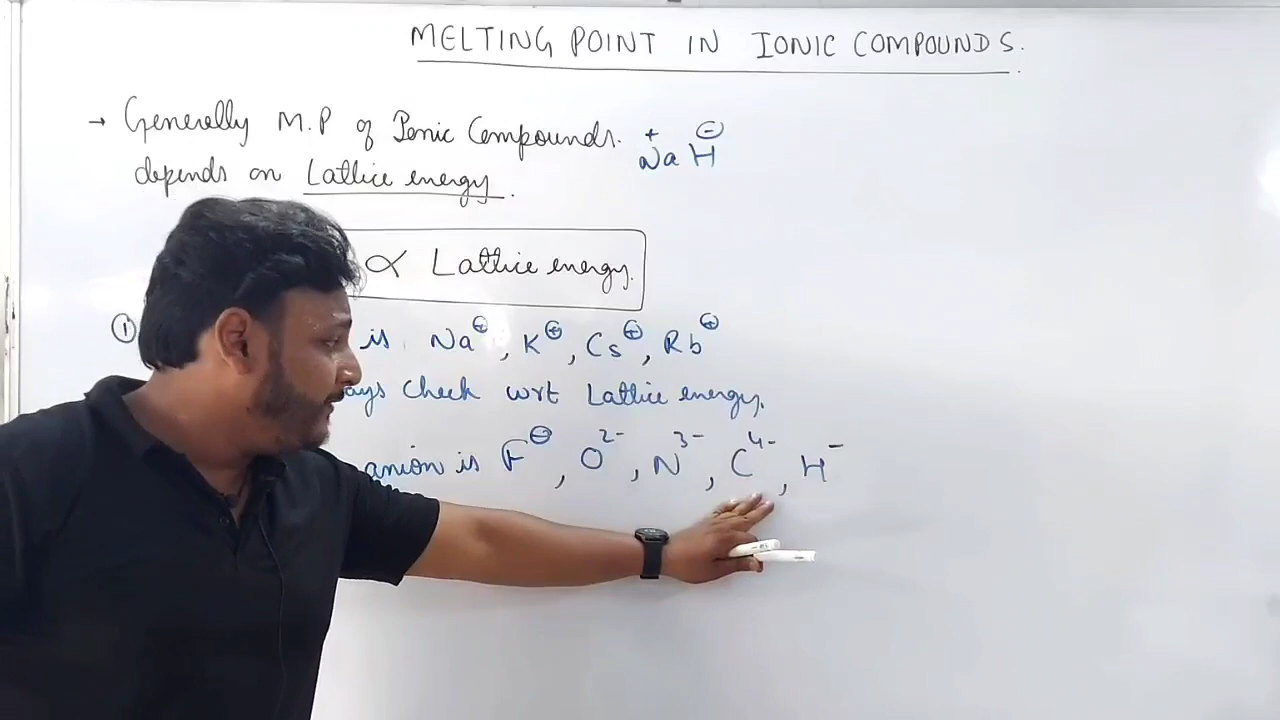 MELTING POINT IN IONIC COMPOUNDS.
→ Generally M.P of Ionic Compounds.
depends on Lattice energy.
+ ⊖
Na H
∝ Lattice energy.
① is Na⊕, K⊕, Cs⊕, Rb⊕
ays Check wrt Lattice energy.
anion is F⊖, O²⁻, N³⁻, C⁴⁻, H⁻